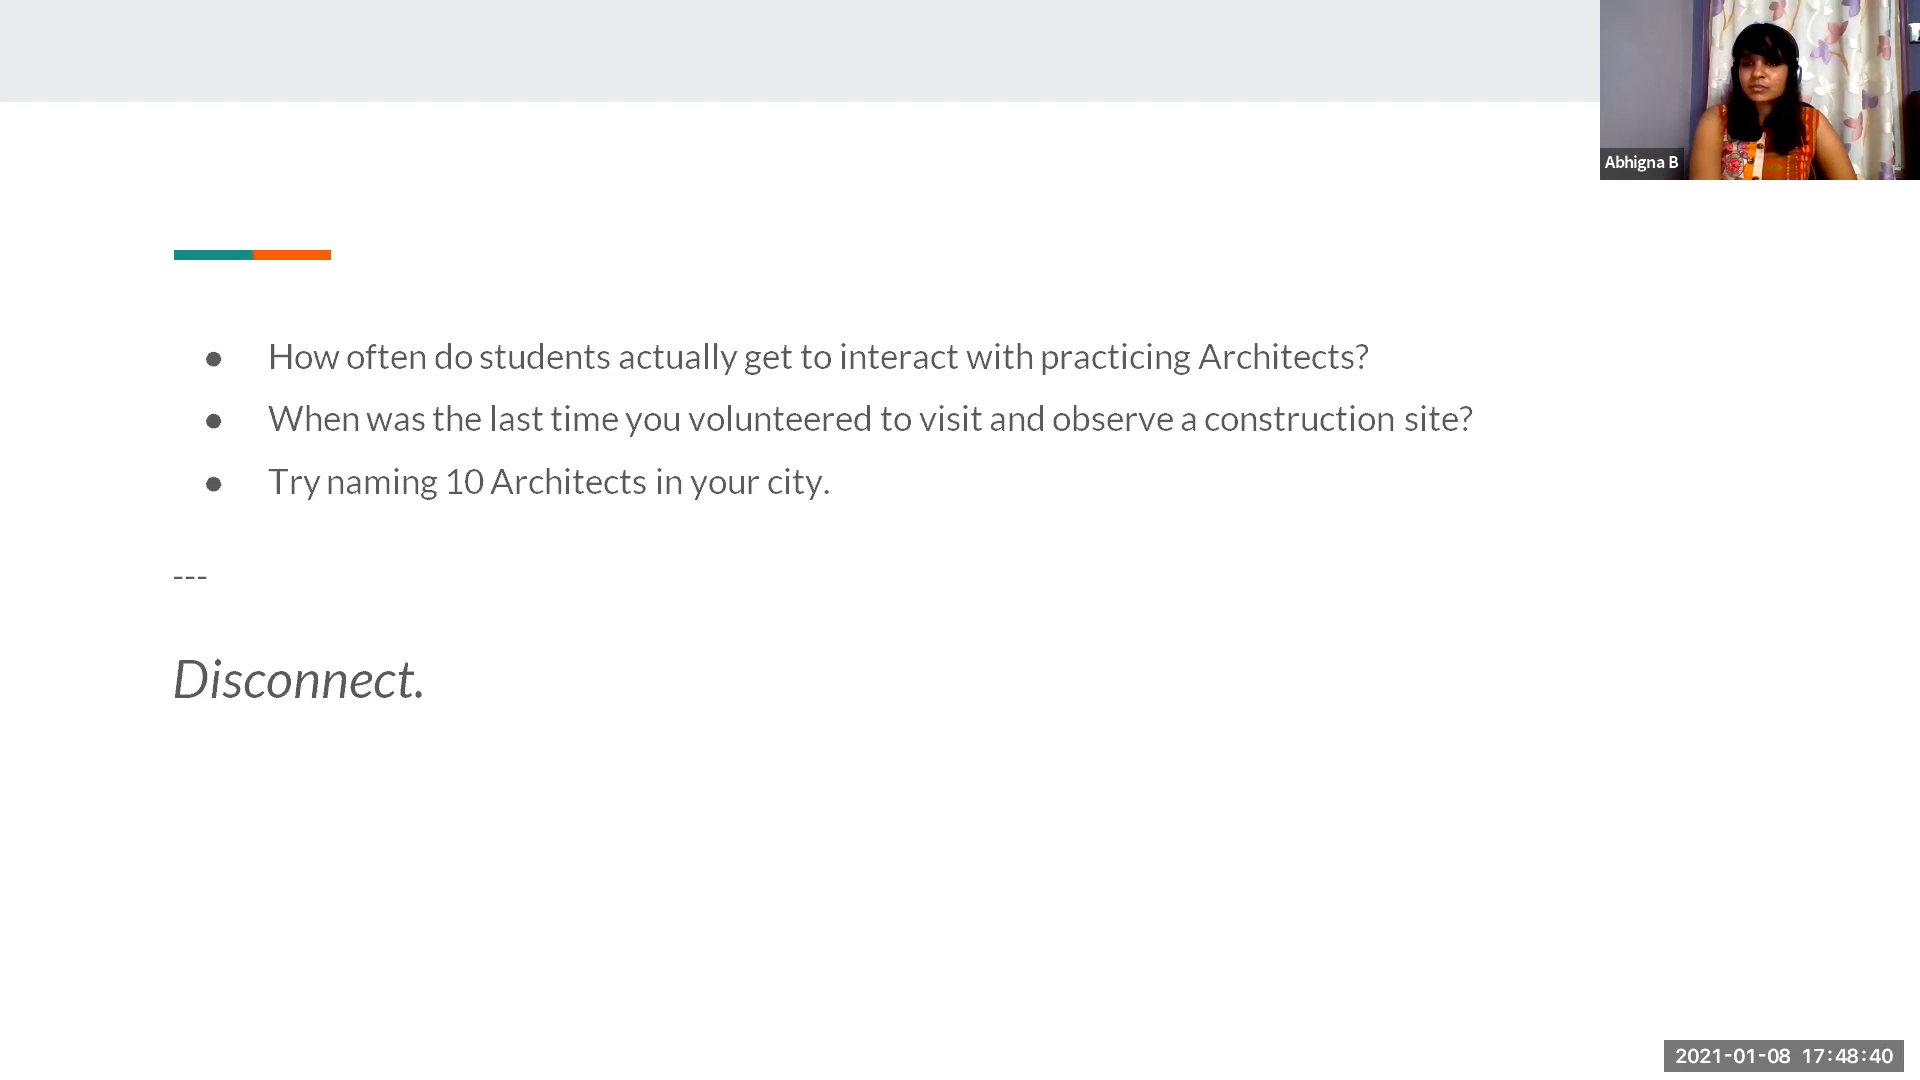 Abhigna B
● How often do students actually get to interact with practicing Architects?
● When was the last time you volunteered to visit and observe a construction site?
● Try naming 10 Architects in your city.
---
Disconnect.
2021-01-08 17:48:40